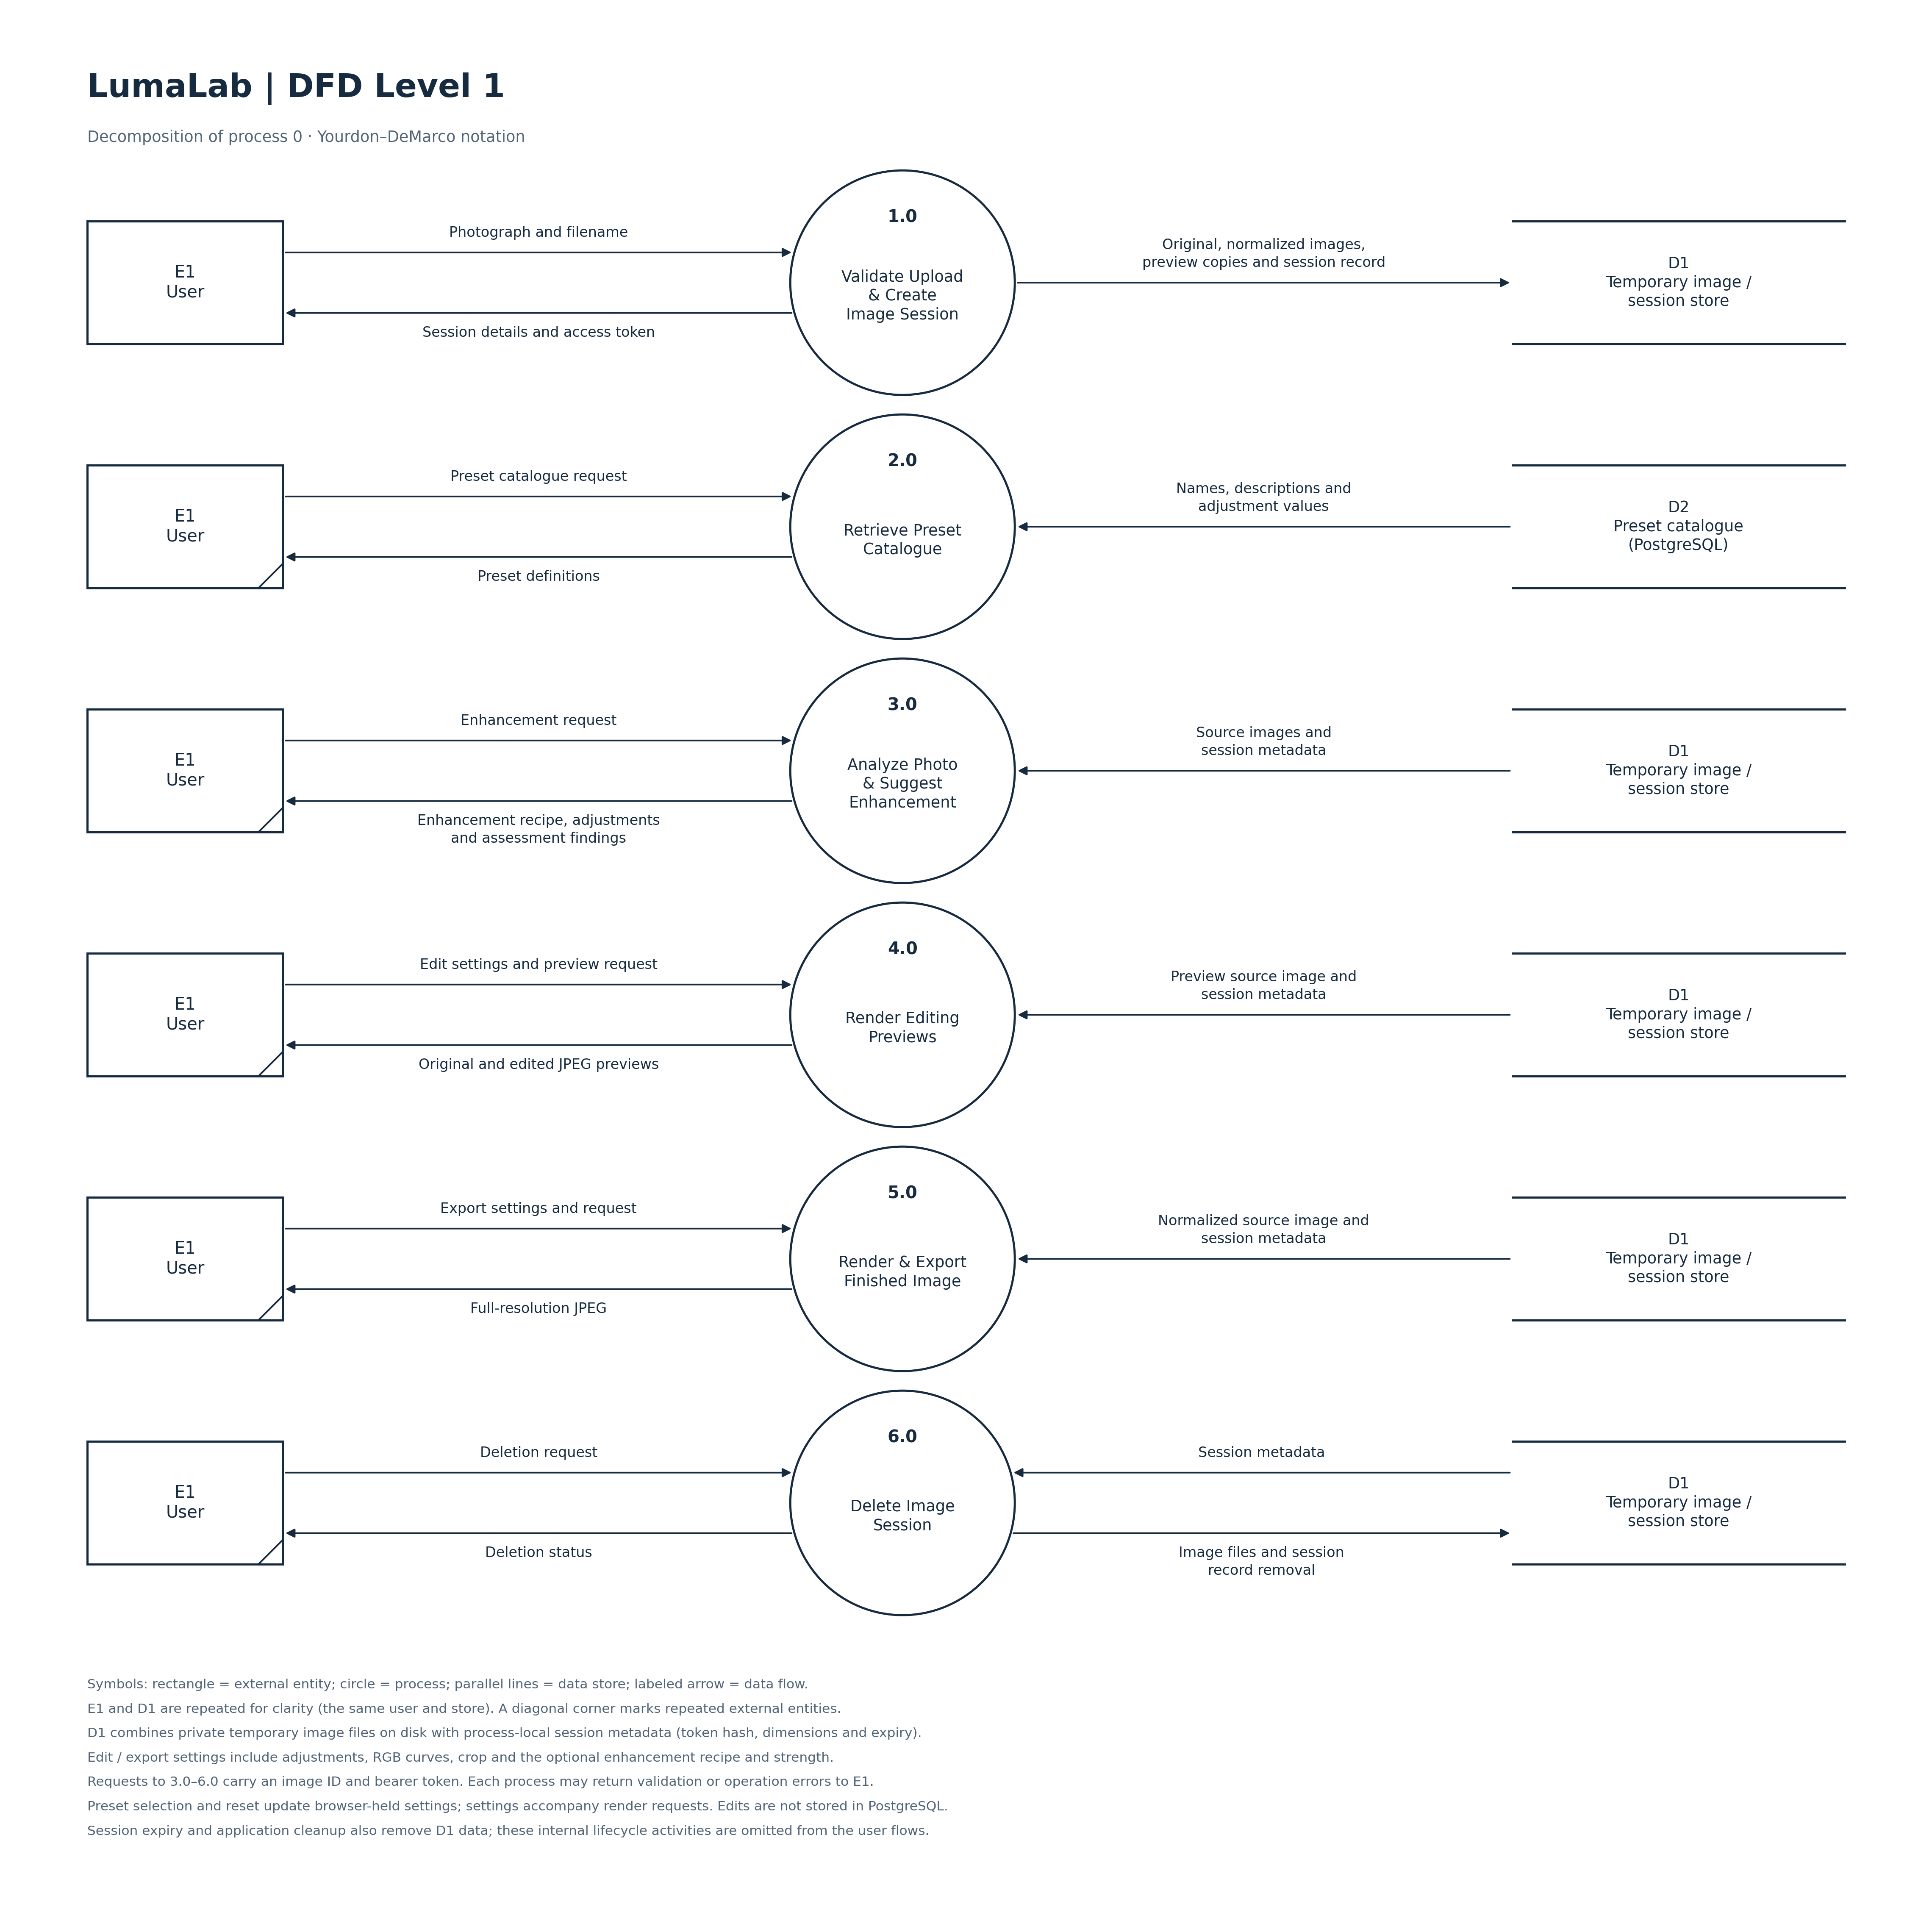 LumaLab | DFD Level 1
Decomposition of process 0 · Yourdon–DeMarco notation
E1
User
Photograph and filename
Session details and access token
1.0
Validate Upload
& Create
Image Session
Original, normalized images,
preview copies and session record
D1
Temporary image /
session store
E1
User
Preset catalogue request
Preset definitions
2.0
Retrieve Preset
Catalogue
Names, descriptions and
adjustment values
D2
Preset catalogue
(PostgreSQL)
E1
User
Enhancement request
Enhancement recipe, adjustments
and assessment findings
3.0
Analyze Photo
& Suggest
Enhancement
Source images and
session metadata
D1
Temporary image /
session store
E1
User
Edit settings and preview request
Original and edited JPEG previews
4.0
Render Editing
Previews
Preview source image and
session metadata
D1
Temporary image /
session store
E1
User
Export settings and request
Full-resolution JPEG
5.0
Render & Export
Finished Image
Normalized source image and
session metadata
D1
Temporary image /
session store
E1
User
Deletion request
Deletion status
6.0
Delete Image
Session
Session metadata
Image files and session
record removal
D1
Temporary image /
session store
Symbols: rectangle = external entity; circle = process; parallel lines = data store; labeled arrow = data flow.
E1 and D1 are repeated for clarity (the same user and store). A diagonal corner marks repeated external entities.
D1 combines private temporary image files on disk with process-local session metadata (token hash, dimensions and expiry).
Edit / export settings include adjustments, RGB curves, crop and the optional enhancement recipe and strength.
Requests to 3.0–6.0 carry an image ID and bearer token. Each process may return validation or operation errors to E1.
Preset selection and reset update browser-held settings; settings accompany render requests. Edits are not stored in PostgreSQL.
Session expiry and application cleanup also remove D1 data; these internal lifecycle activities are omitted from the user flows.